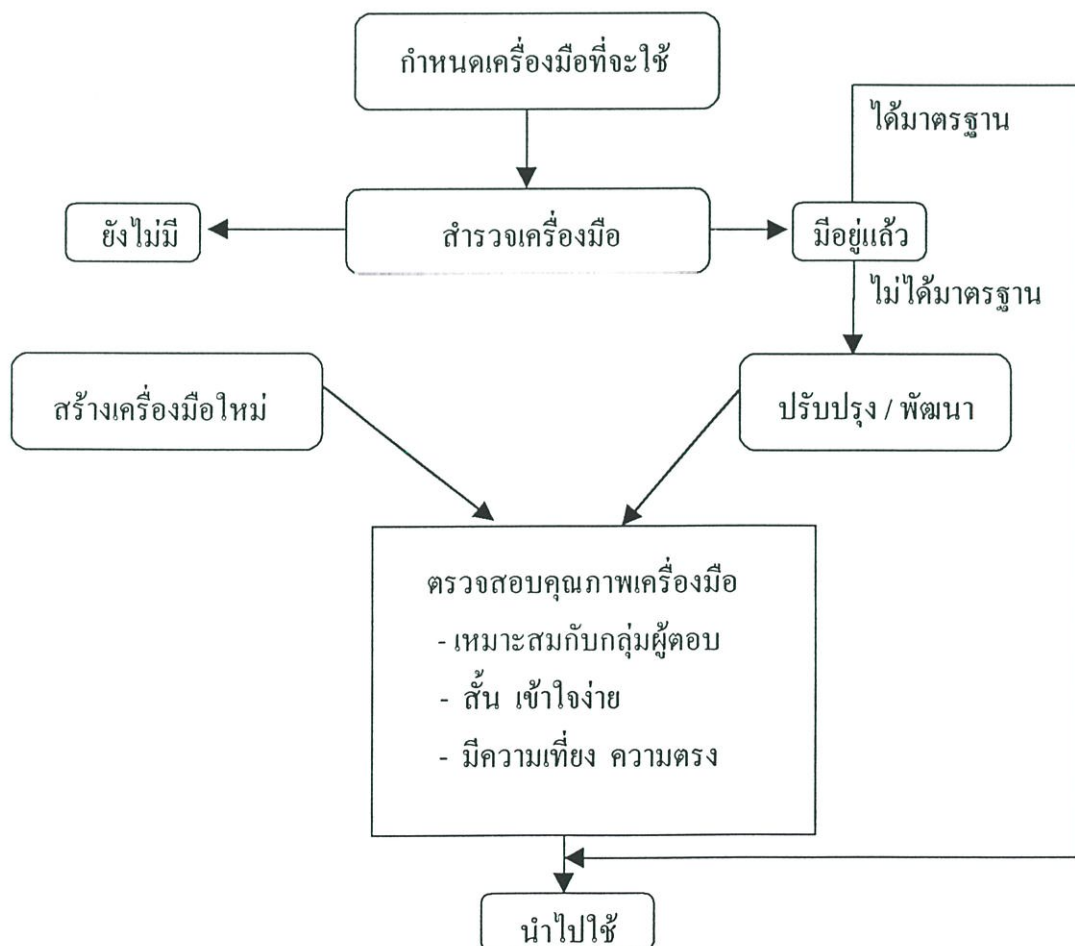 กำหนดเครื่องมือที่จะใช้
ได้มาตรฐาน
ยังไม่มี
สำรวจเครื่องมือ
มีอยู่แล้ว
ไม่ได้มาตรฐาน
สร้างเครื่องมือใหม่
ปรับปรุง / พัฒนา
ตรวจสอบคุณภาพเครื่องมือ
- เหมาะสมกับกลุ่มผู้ตอบ
- สั้น เข้าใจง่าย
- มีความเที่ยง ความตรง
นำไปใช้